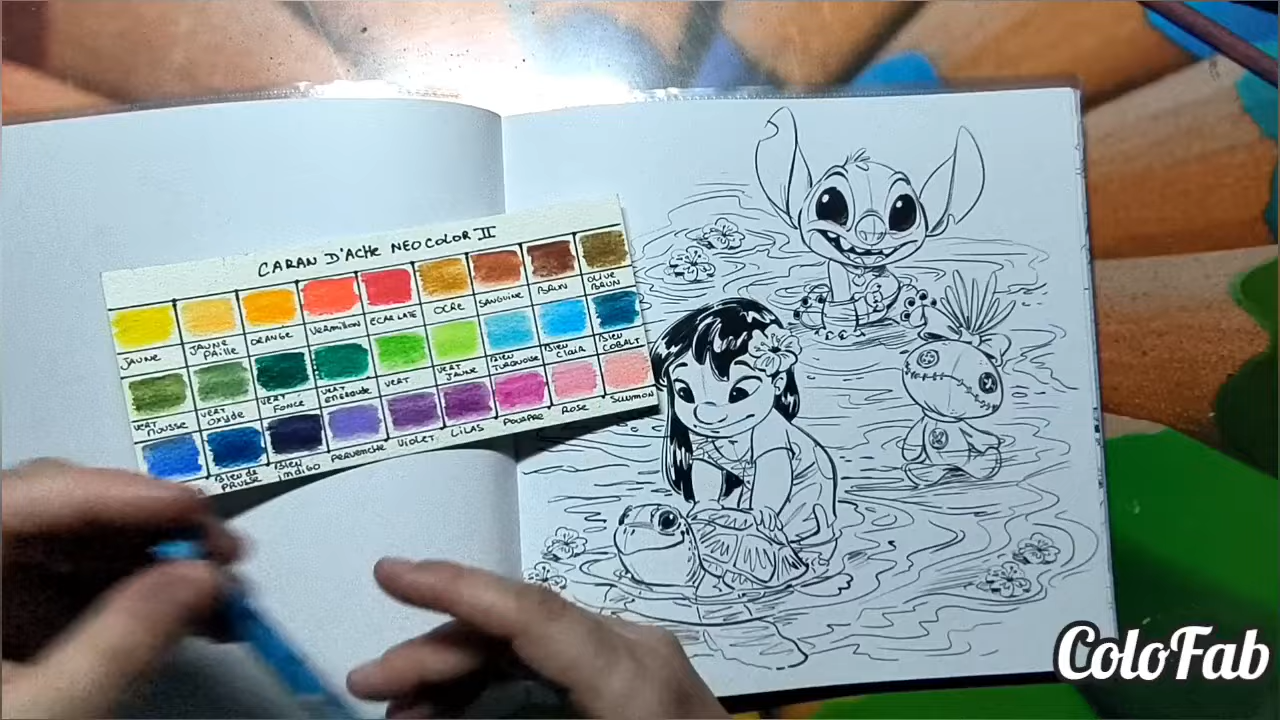 CARAN D'ACHE NEOCOLOR II
JAUNE JAUNE PAILLE ORANGE VERMILLON ECARLATE OCRE SANGUINE BRUN OLIVE BRUN
VERT MOUSSE VERT OXYDE VERT FONCE VERT EMERAUDE VERT VERT JAUNE BLEU TURQUOISE BLEU CLAIR BLEU COBALT
BLEU DE PRUSSE BLEU indigo PERVENCHE VIOLET LILAS POURPRE ROSE SAUMON
ColoFab